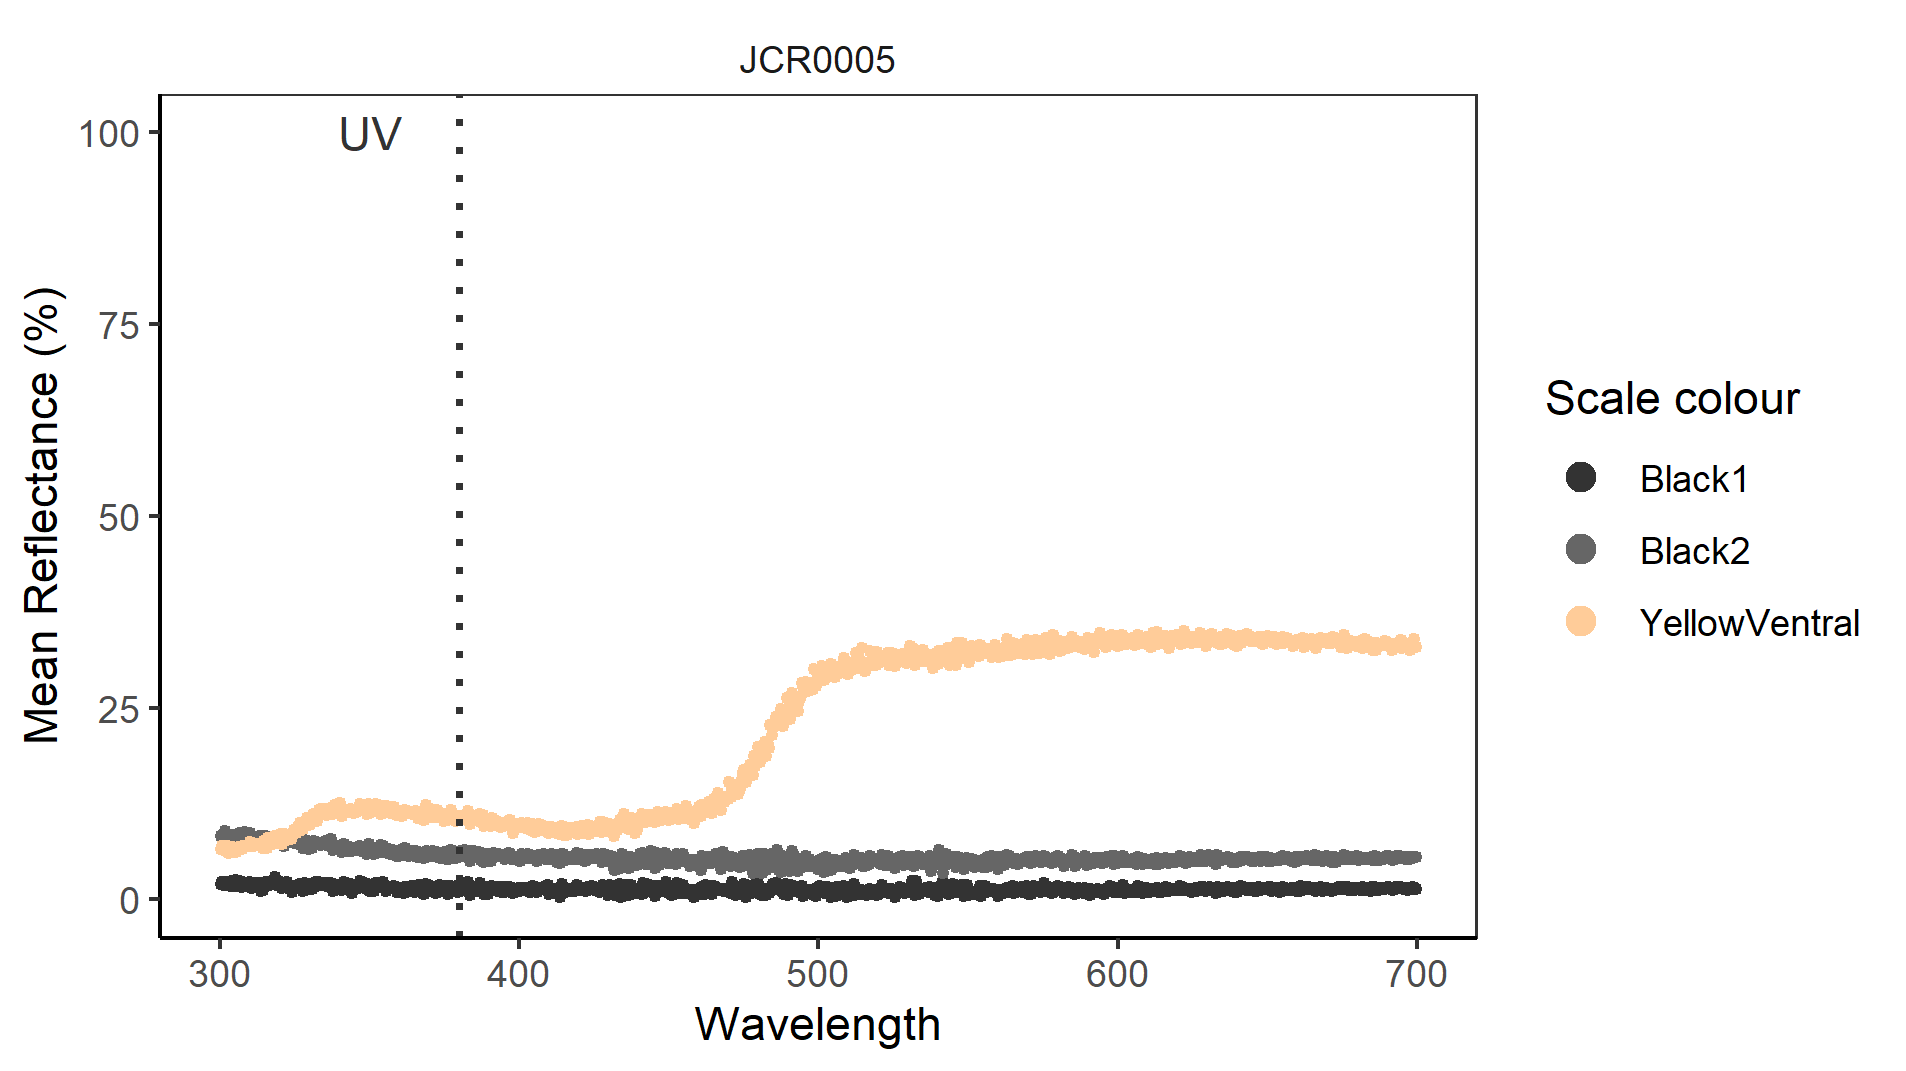 JCR0005
UV
100
75
50
25
0
Mean Reflectance (%)
300 400 500 600 700
Wavelength
Scale colour
Black1
Black2
YellowVentral